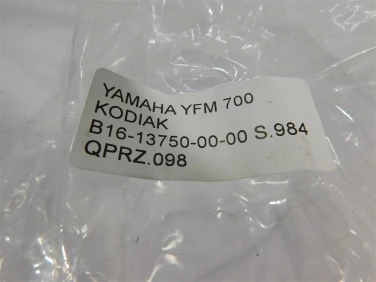 YAMAHA YFM 700
KODIAK
B16-13750-00-00 S.984
QPRZ.098